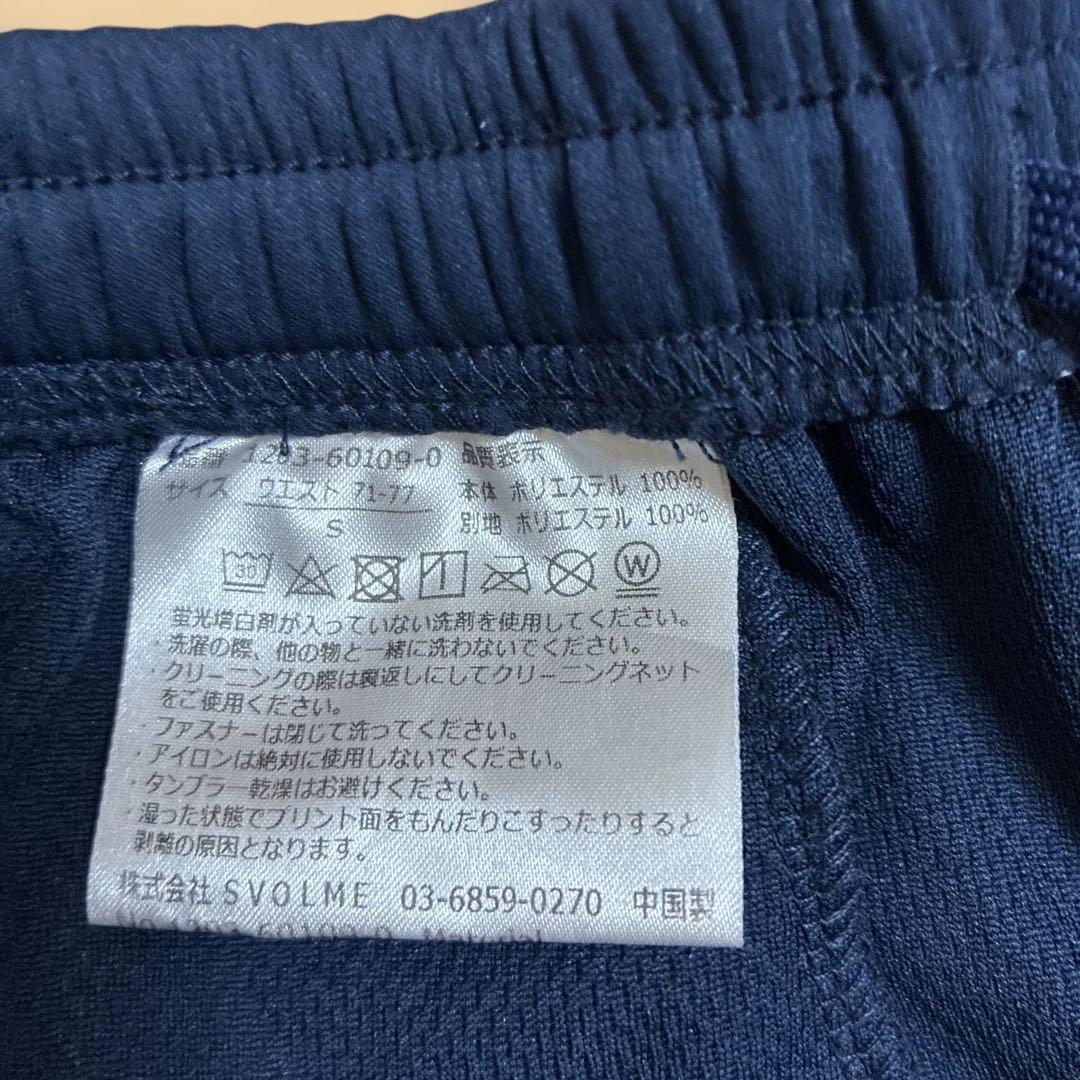 品番 1203-60109-0 品質表示
サイズ ウエスト 71-77 本体 ポリエステル 100%
S 別地 ポリエステル 100%
30 W
蛍光増白剤が入っていない洗剤を使用してください。
・洗濯の際、他の物と一緒に洗わないでください。
・クリーニングの際は裏返しにしてクリーニングネット
をご使用ください。
・ファスナーは閉じて洗ってください。
・アイロンは絶対に使用しないでください。
・タンブラー乾燥はお避けください。
・湿った状態でプリント面をもんだりこすったりすると
剥離の原因となります。
株式会社 SVOLME 03-6859-0270 中国製